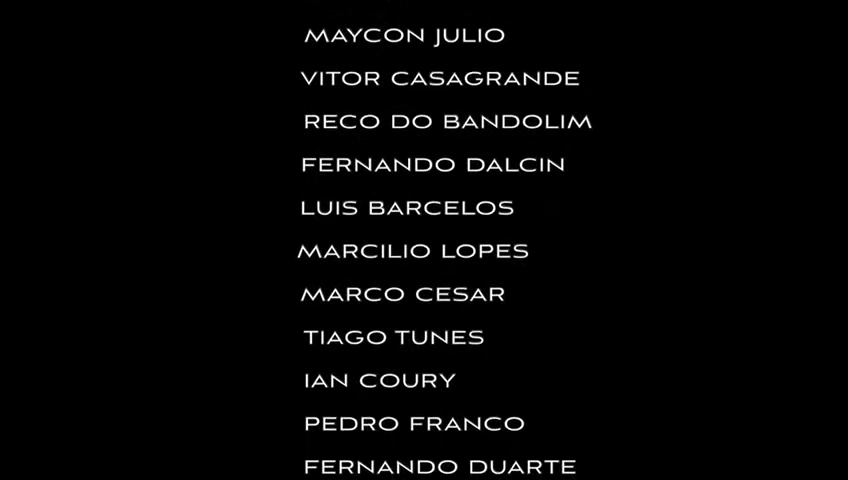 MAYCON JULIO
VITOR CASAGRANDE
RECO DO BANDOLIM
FERNANDO DALCIN
LUIS BARCELOS
MARCILIO LOPES
MARCO CESAR
TIAGO TUNES
IAN COURY
PEDRO FRANCO
FERNANDO DUARTE